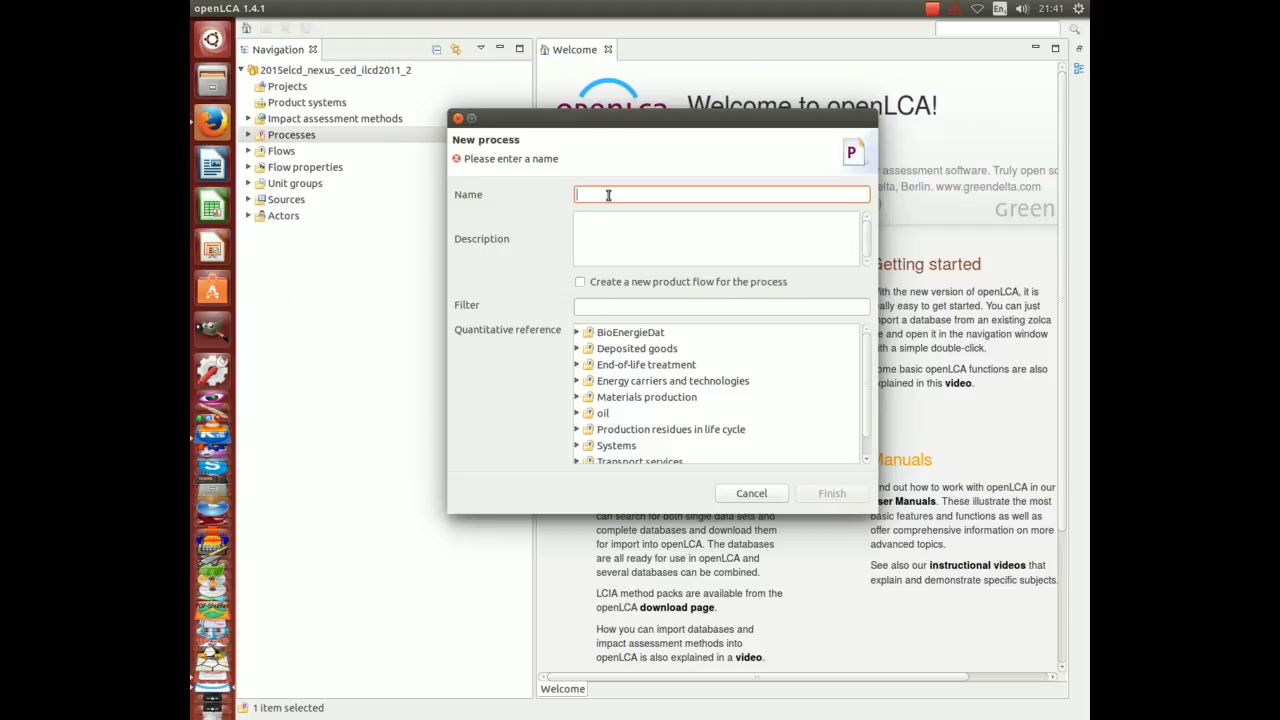 openLCA 1.4.1
En
21:41
Navigation
Welcome
2015elcd_nexus_ced_ilcd2011_2
Projects
Product systems
Impact assessment methods
Processes
Flows
Flow properties
Unit groups
Sources
Actors
Welcome to openLCA!
assessment software. Truly open so
elta, Berlin. www.greendelta.com
Green
New process
Please enter a name
P
Name
Description
Create a new product flow for the process
Filter
Quantitative reference
BioEnergieDat
Deposited goods
End-of-life treatment
Energy carriers and technologies
Materials production
oil
Production residues in life cycle
Systems
Transport services
Cancel
Finish
Getting started
With the new version of openLCA, it is
really easy to get started. You can just
import a database from an existing zolca
and open it in the navigation window
with a simple double-click.
Some basic openLCA functions are also
explained in this video.
Manuals
Find out how to work with openLCA in our
User Manuals. These illustrate the most
basic features and functions as well as
offer comprehensive information on more
advanced topics.
See also our instructional videos that
explain and demonstrate specific subjects.
can search for both single data sets and
complete databases and download them
for import into openLCA. The databases
are all ready for use in openLCA and
several databases can be combined.
LCIA method packs are available from the
openLCA download page.
How you can import databases and
impact assessment methods into
openLCA is also explained in a video.
Welcome
1 item selected